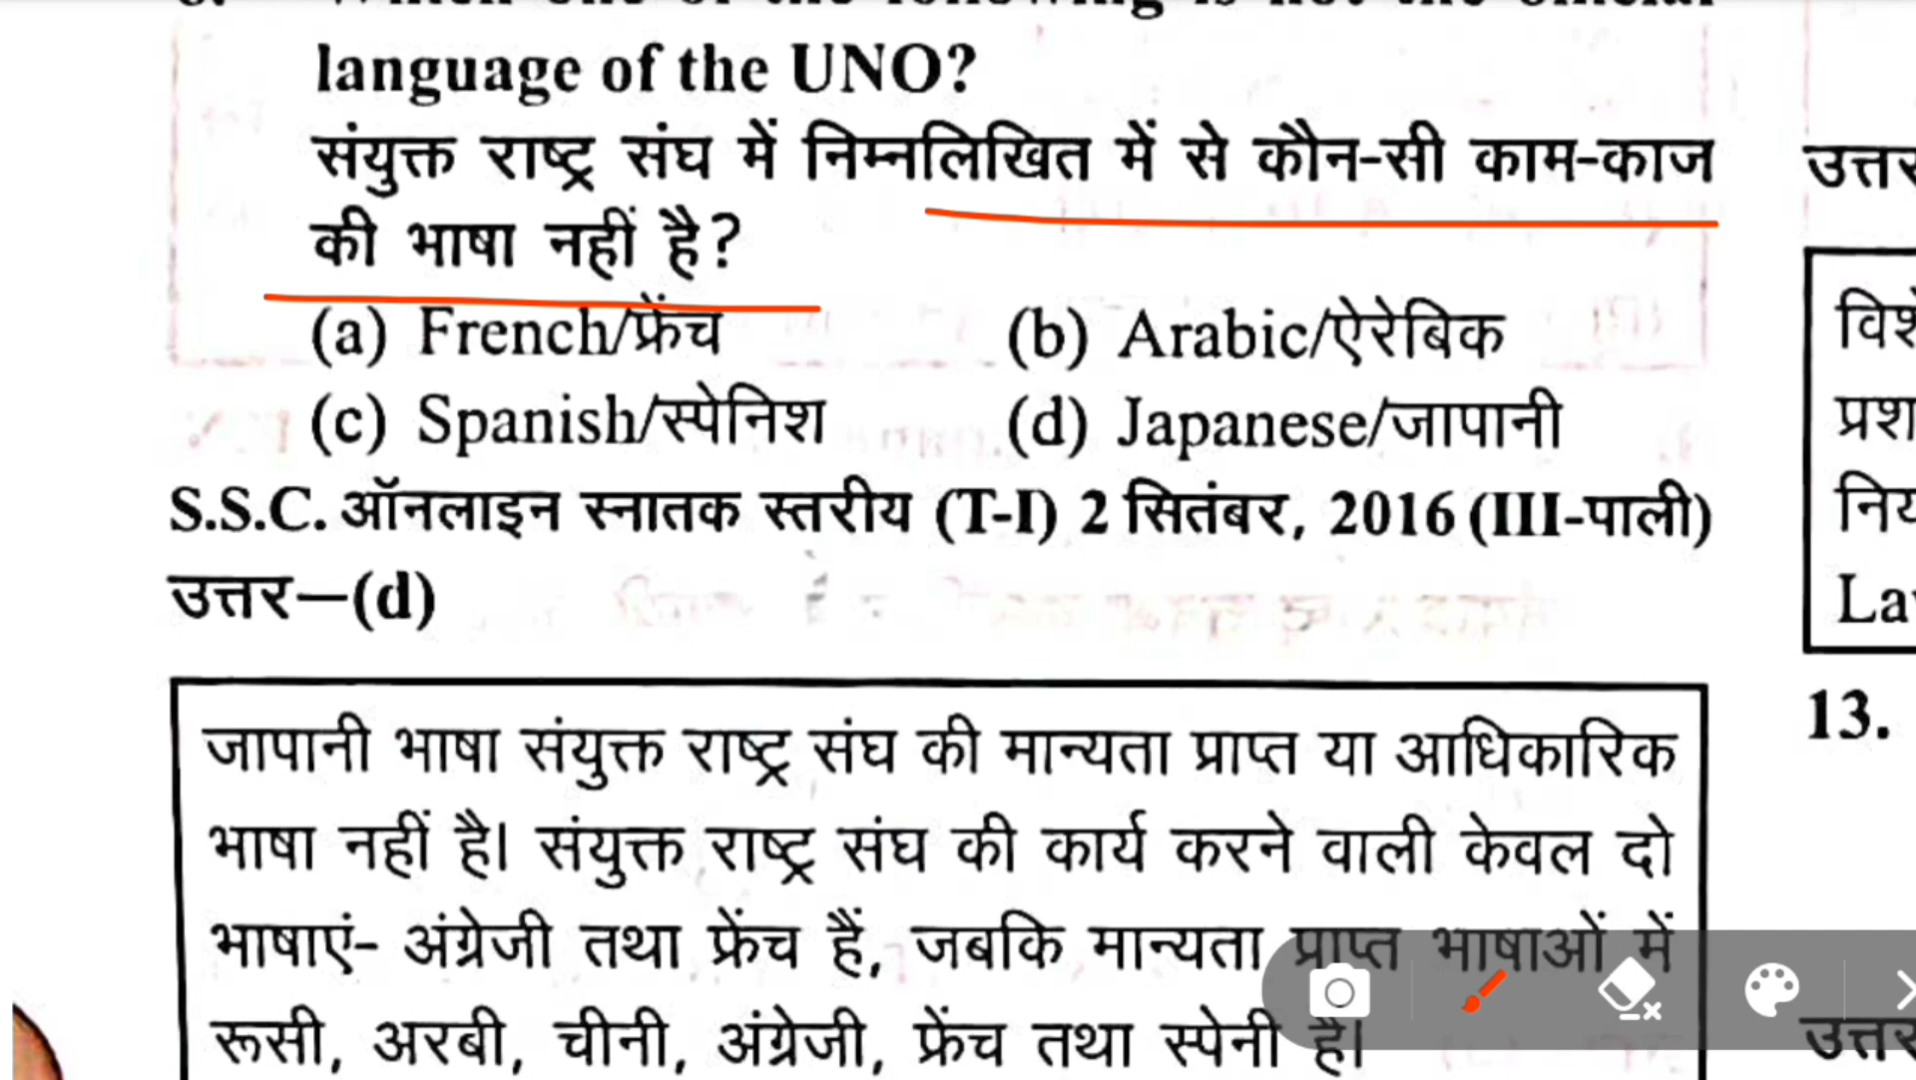 language of the UNO?
संयुक्त राष्ट्र संघ में निम्नलिखित में से कौन-सी काम-काज
की भाषा नहीं है?
(a) French/फ्रेंच (b) Arabic/ऐरेबिक
(c) Spanish/स्पेनिश (d) Japanese/जापानी
S.S.C. ऑनलाइन स्नातक स्तरीय (T-I) 2 सितंबर, 2016 (III-पाली)
उत्तर—(d)
जापानी भाषा संयुक्त राष्ट्र संघ की मान्यता प्राप्त या आधिकारिक
भाषा नहीं है। संयुक्त राष्ट्र संघ की कार्य करने वाली केवल दो
भाषाएं- अंग्रेजी तथा फ्रेंच हैं, जबकि मान्यता प्राप्त भाषाओं में
रूसी, अरबी, चीनी, अंग्रेजी, फ्रेंच तथा स्पेनी हैं।
13.